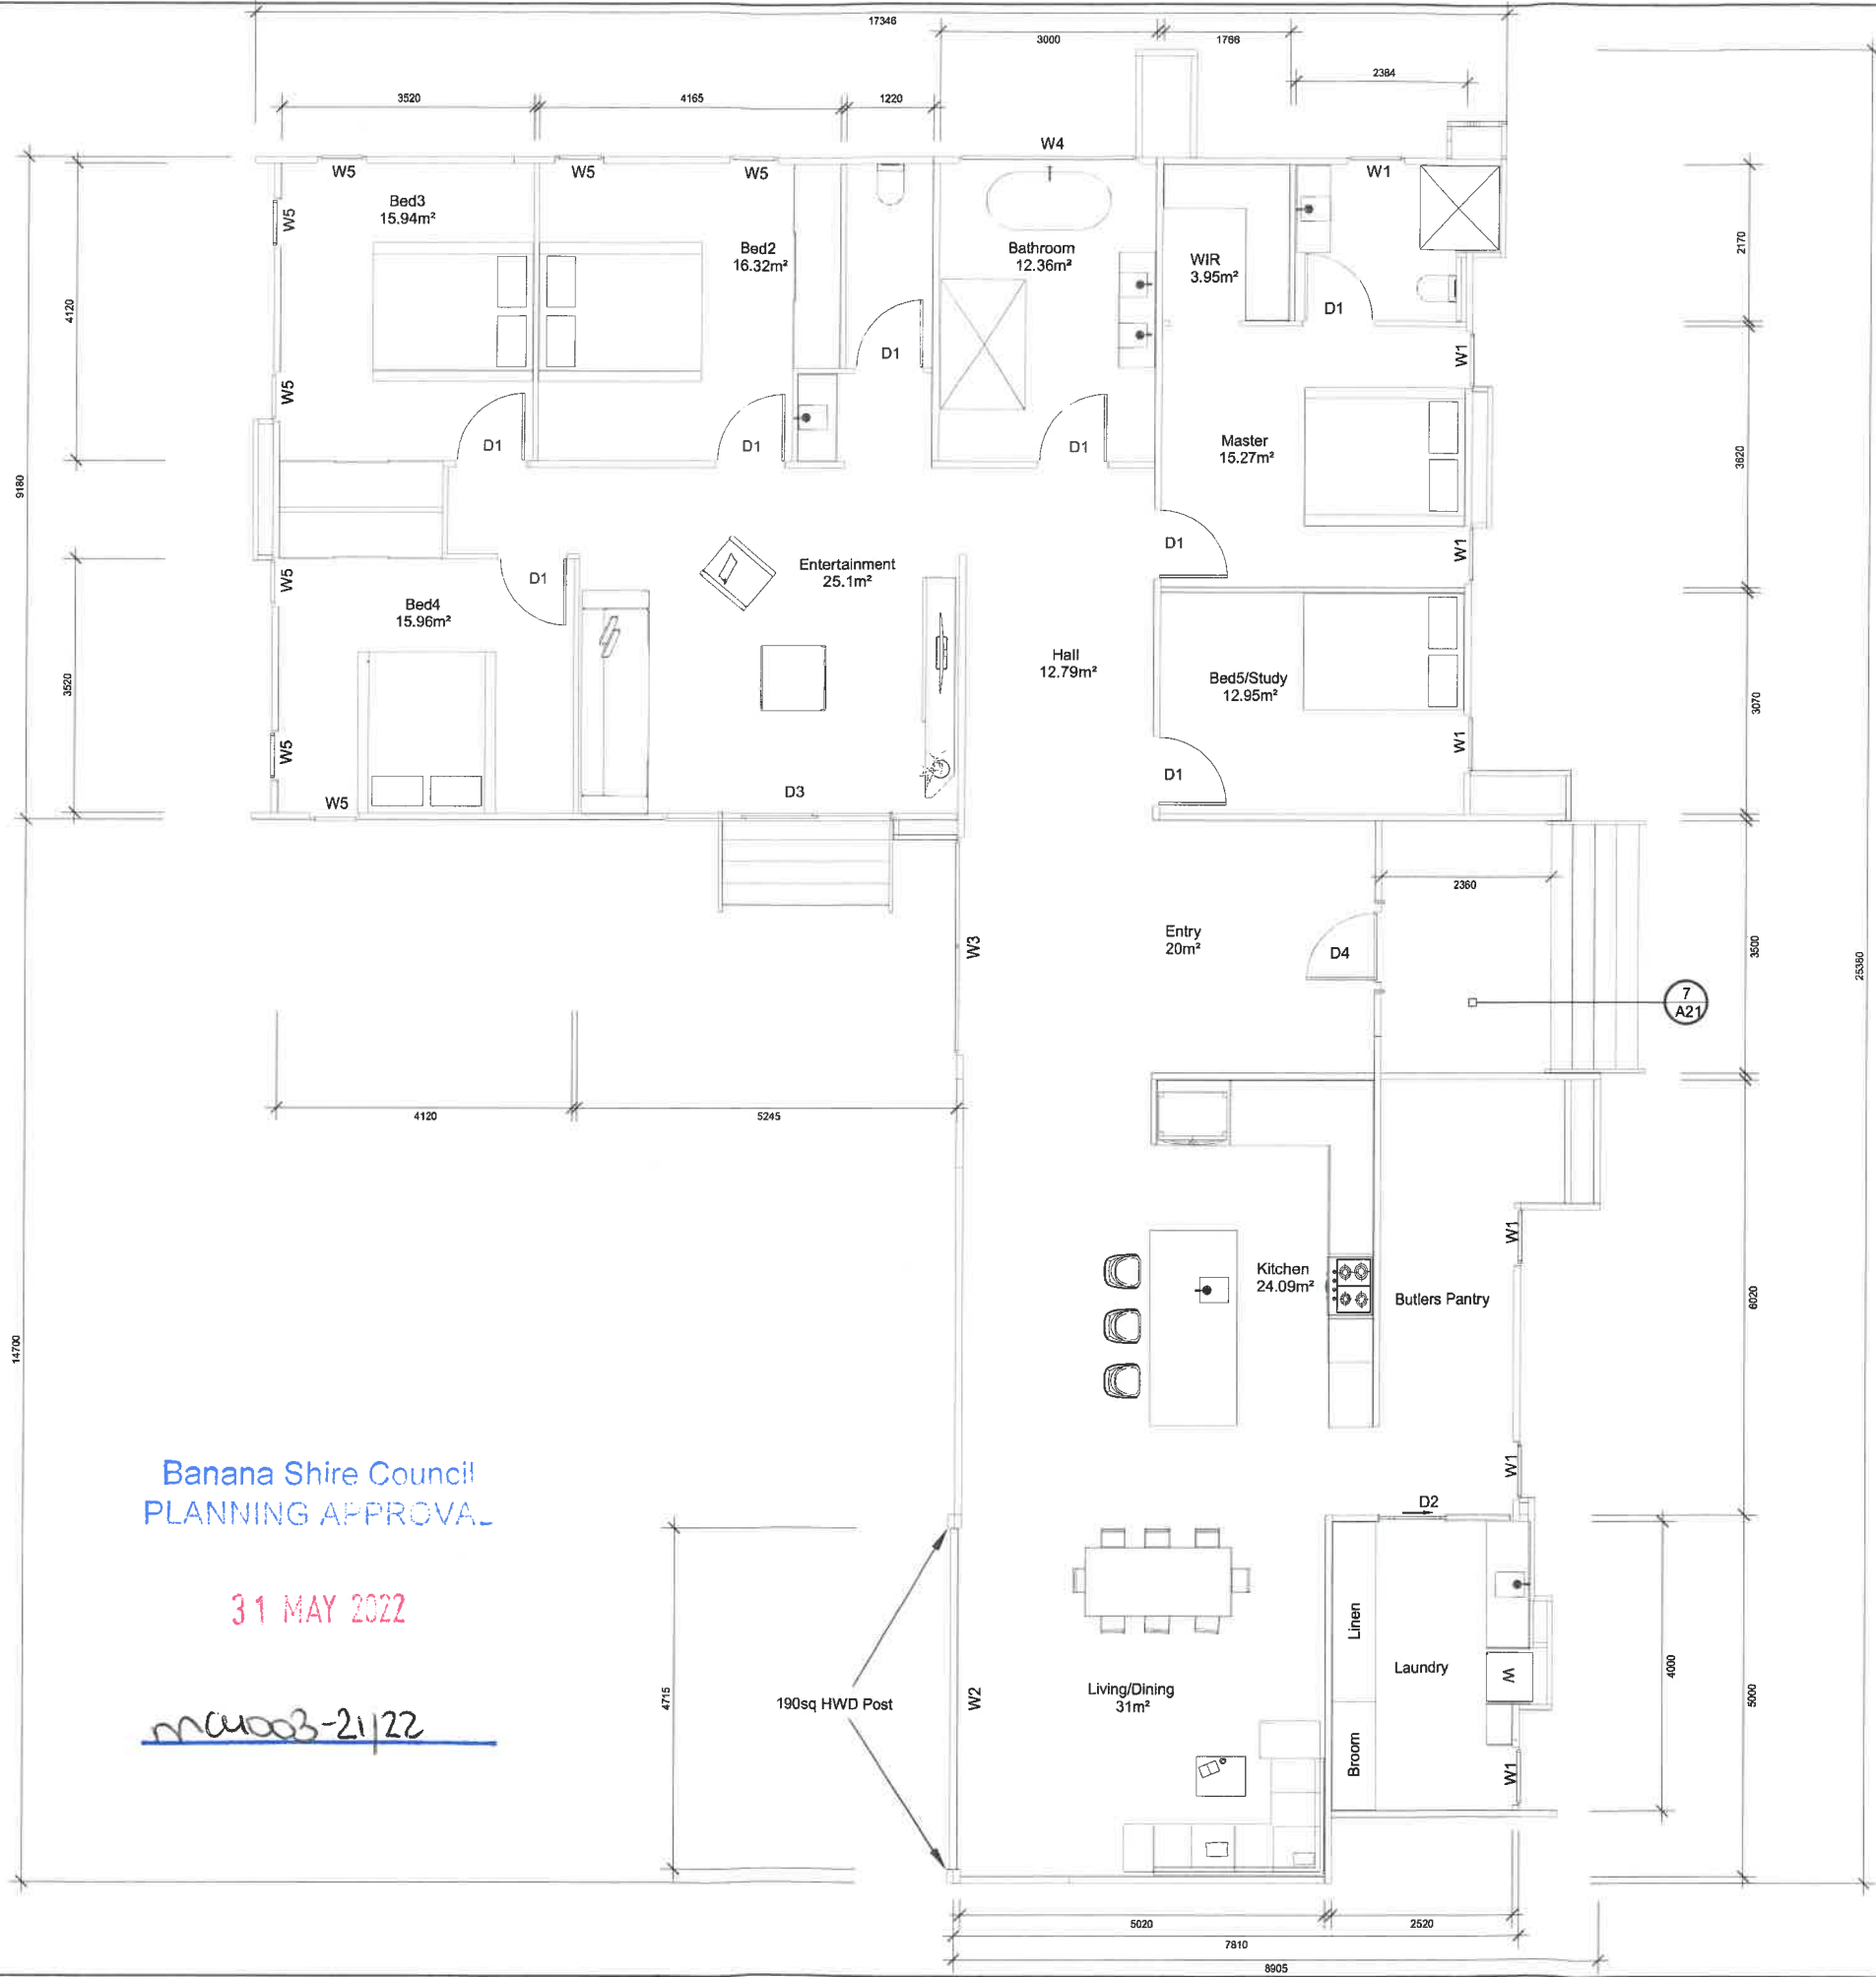 17346
3000
1786
2384
3520
4165
1220
W4
W5
W5
W5
W1
Bed3
15.94m²
W5
Bed2
16.32m²
Bathroom
12.36m²
WIR
3.95m²
2170
4120
D1
D1
W1
W5
D1
D1
D1
Master
15.27m²
3620
9180
D1
W1
Entertainment
25.1m²
W5
D1
Bed4
15.96m²
Hall
12.79m²
Bed5/Study
12.95m²
3520
3070
W5
W1
D1
W5
D3
2360
Entry
20m²
W3
D4
3500
25380
7
A21
4120
5245
W1
Kitchen
24.09m²
Butlers Pantry
6020
14700
W1
D2
Banana Shire Council
PLANNING APPROVAL
31 MAY 2022
mcu003-21/22
4715
190sq HWD Post
W2
Living/Dining
31m²
Linen
Broom
Laundry
W
W1
4000
5000
5020
2520
7810
8905